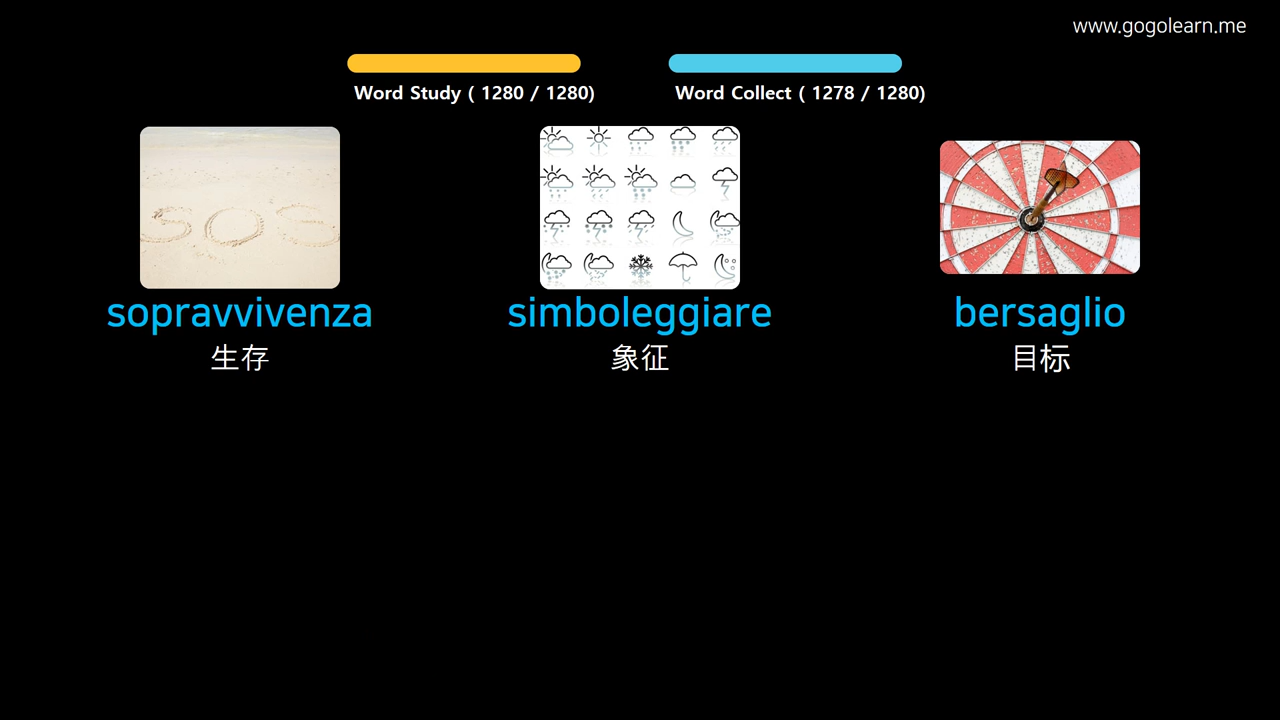 www.gogolearn.me
Word Study ( 1280 / 1280)
Word Collect ( 1278 / 1280)
SOS
sopravvivenza
simboleggiare
bersaglio
生存
象征
目标